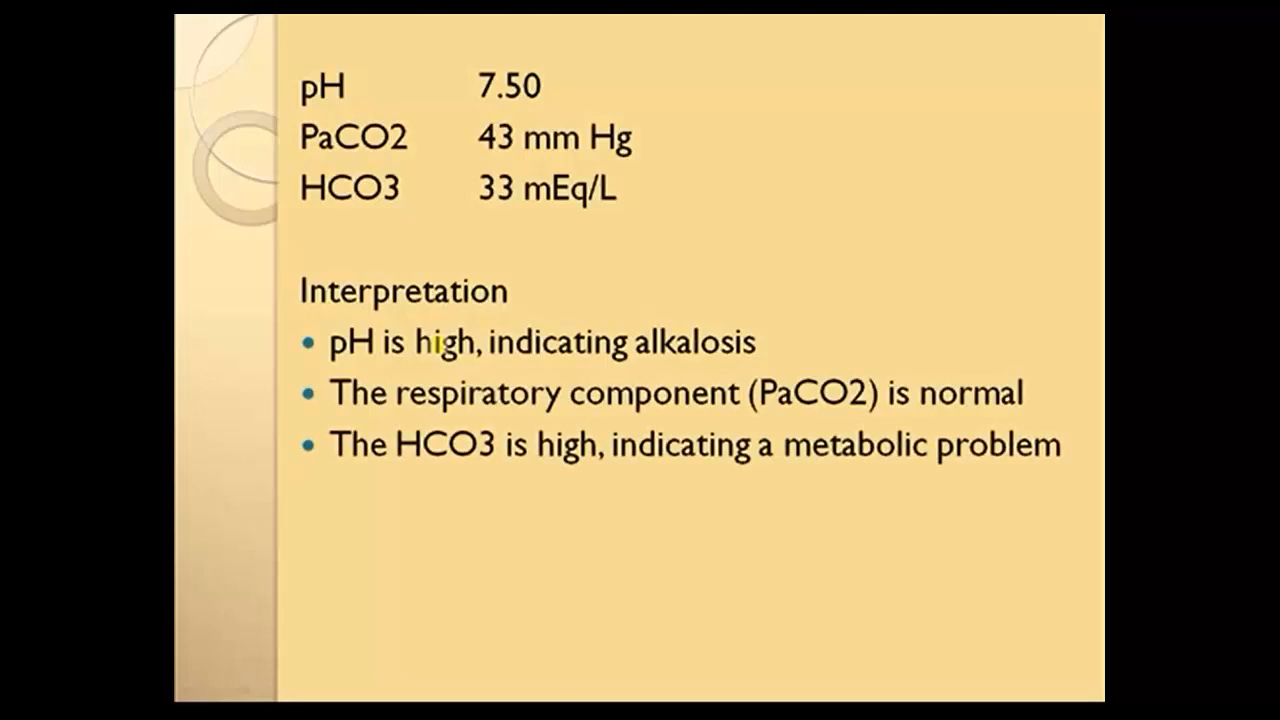 pH 7.50
PaCO2 43 mm Hg
HCO3 33 mEq/L
Interpretation
• pH is high, indicating alkalosis
• The respiratory component (PaCO2) is normal
• The HCO3 is high, indicating a metabolic problem